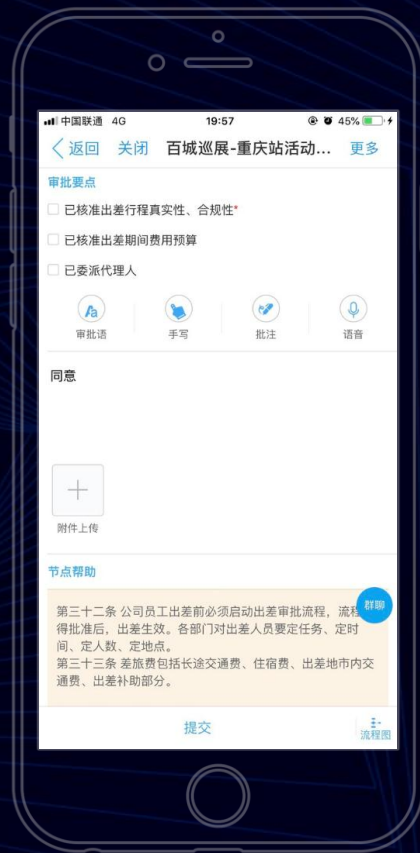 中国联通 4G 19:57 45%
返回 关闭 百城巡展-重庆站活动... 更多
审批要点
已核准出差行程真实性、合规性*
已核准出差期间费用预算
已委派代理人
审批语 手写 批注 语音
同意
附件上传
节点帮助
第三十二条 公司员工出差前必须启动出差审批流程，流程
群聊
得批准后，出差生效。各部门对出差人员要定任务、定时
间、定人数、定地点。
第三十三条 差旅费包括长途交通费、住宿费、出差地市内交
通费、出差补助部分。
提交 流程图